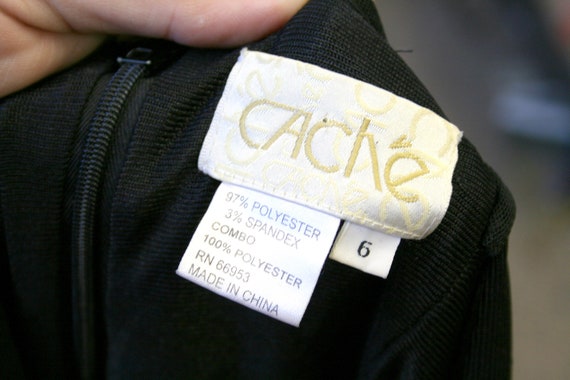 CAChé
97% POLYESTER
3% SPANDEX
COMBO
100% POLYESTER
RN 66953
MADE IN CHINA
6